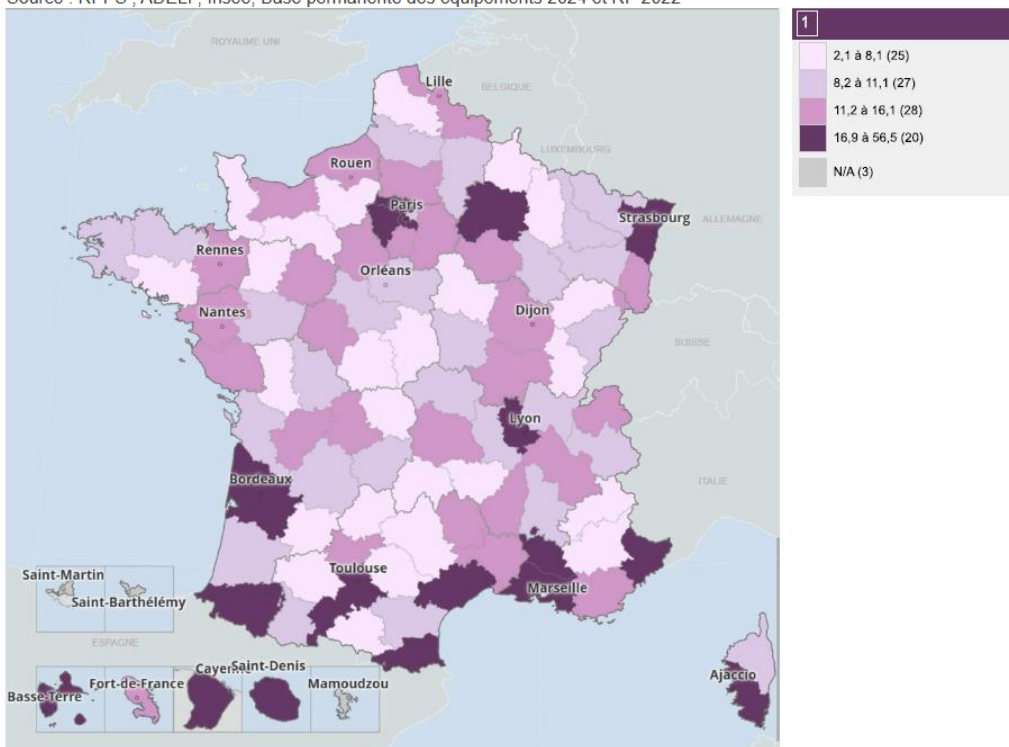 Source : RPPS ; ADELI ; Insee, Base permanente des équipements 2024 et RP 2022
1
2,1 à 8,1 (25)
8,2 à 11,1 (27)
11,2 à 16,1 (28)
16,9 à 56,5 (20)
N/A (3)
ROYAUME UNI
Lille
BELGIQUE
LUXEMBOURG
Rouen
Paris
Strasbourg
ALLEMAGNE
Rennes
Orléans
Nantes
Dijon
SUISSE
Lyon
Bordeaux
ITALIE
Toulouse
Marseille
Saint-Martin
Saint-Barthélémy
ESPAGNE
Ajaccio
Basse-Terre
Fort-de-France
Cayenne
Saint-Denis
Mamoudzou